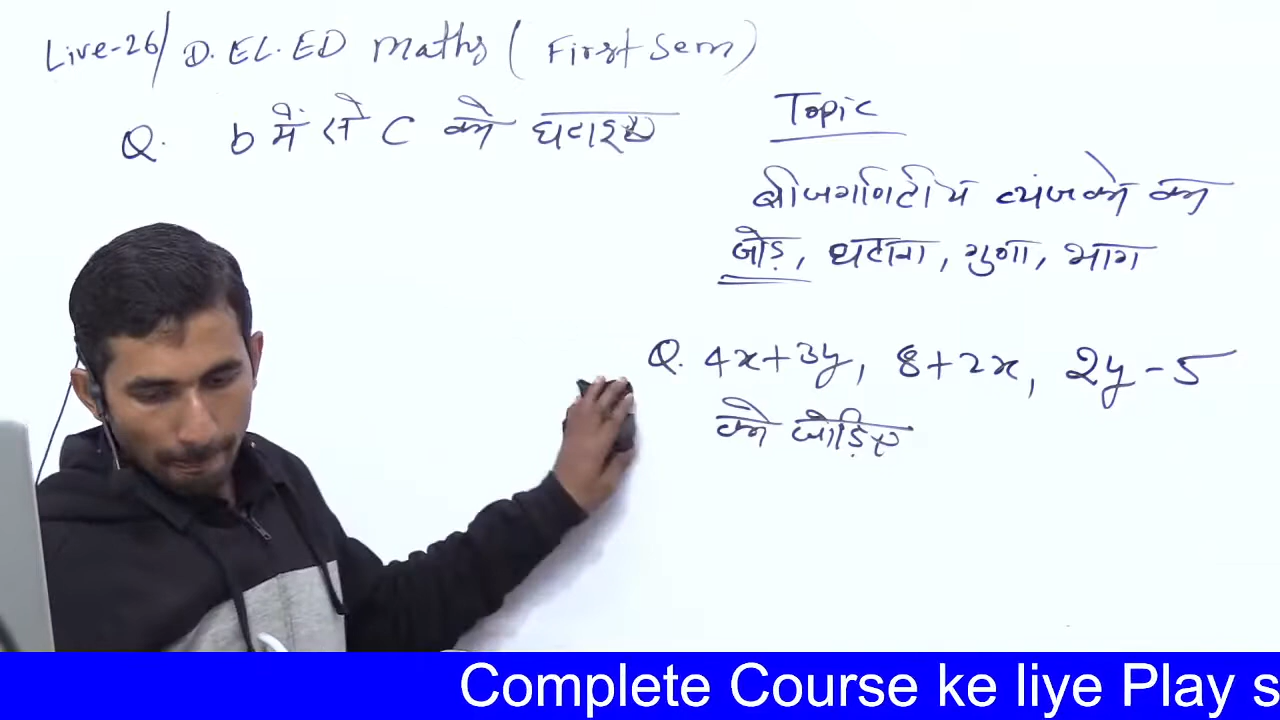 Live-26/ D.EL.ED Maths ( First Sem )
Q. b में से C को घटाइए
Topic
बीजगणितीय व्यंजको का
जोड़, घटाना, गुणा, भाग
Q. 4x+3y, 8+2x, 2y-5
को जोड़िए
Complete Course ke liye Play s